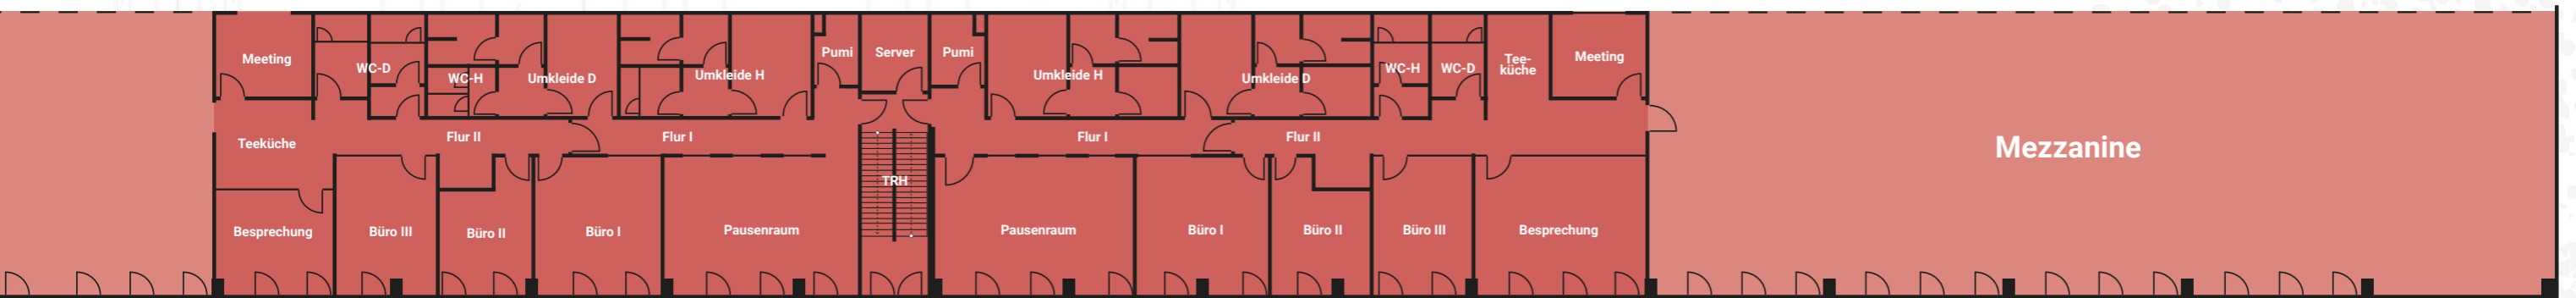 Meeting
WC-D
WC-H
Umkleide D
Umkleide H
Pumi
Server
Pumi
Umkleide H
Umkleide D
WC-H
WC-D
Tee-
küche
Meeting
Teeküche
Flur II
Flur I
Flur I
Flur II
Mezzanine
TRH
Besprechung
Büro III
Büro II
Büro I
Pausenraum
Pausenraum
Büro I
Büro II
Büro III
Besprechung